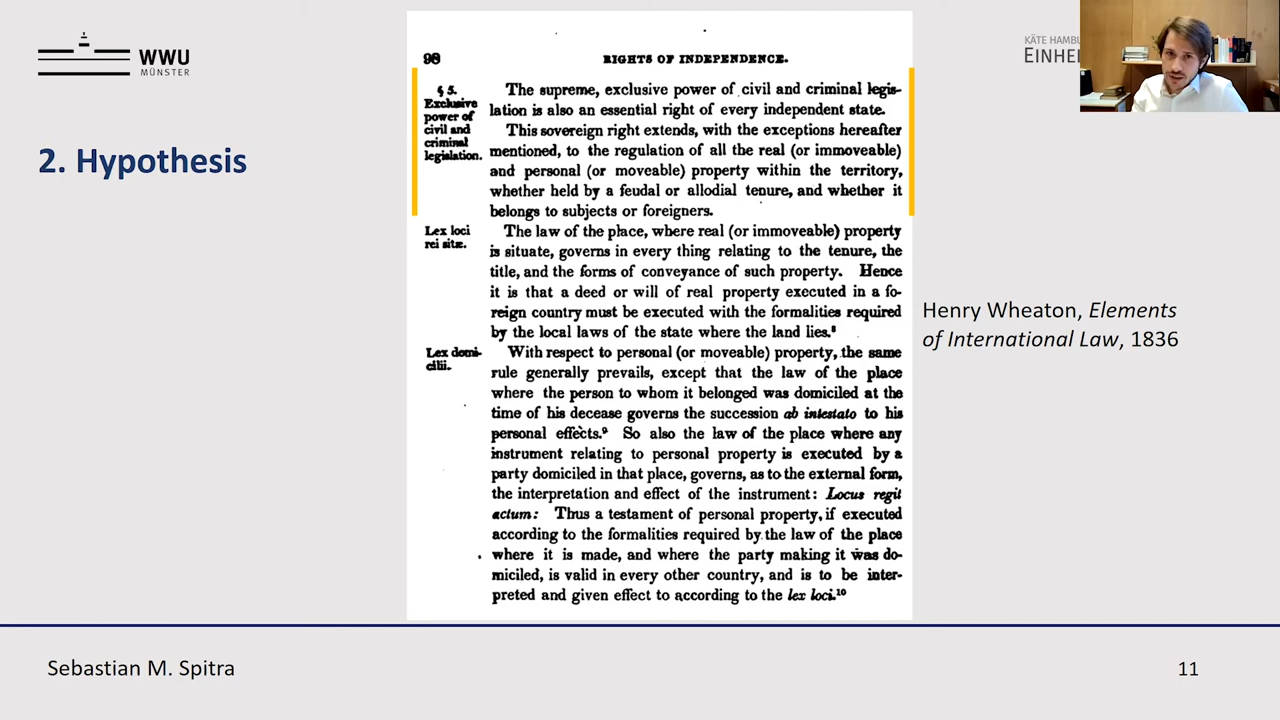 WWU
MÜNSTER
KÄTE HAMBU
EINHE
2. Hypothesis
98
RIGHTS OF INDEPENDENCE.
§ 5.
Exclusive
power of
civil and
criminal
legislation.
The supreme, exclusive power of civil and criminal legis-
lation is also an essential right of every independent state.
This sovereign right extends, with the exceptions hereafter
mentioned, to the regulation of all the real (or immoveable)
and personal (or moveable) property within the territory,
whether held by a feudal or allodial tenure, and whether it
belongs to subjects or foreigners.
Lex loci
rei sitæ.
The law of the place, where real (or immoveable) property
is situate, governs in every thing relating to the tenure, the
title, and the forms of conveyance of such property. Hence
it is that a deed or will of real property executed in a fo-
reign country must be executed with the formalities required
by the local laws of the state where the land lies.⁸
Lex domi-
cilii.
With respect to personal (or moveable) property, the same
rule generally prevails, except that the law of the place
where the person to whom it belonged was domiciled at the
time of his decease governs the succession ab intestato to his
personal effects.⁹ So also the law of the place where any
instrument relating to personal property is executed by a
party domiciled in that place, governs, as to the external form,
the interpretation and effect of the instrument: Locus regit
actum: Thus a testament of personal property, if executed
according to the formalities required by the law of the place
where it is made, and where the party making it was do-
miciled, is valid in every other country, and is to be inter-
preted and given effect to according to the lex loci.¹⁰
Henry Wheaton, Elements
of International Law, 1836
Sebastian M. Spitra
11